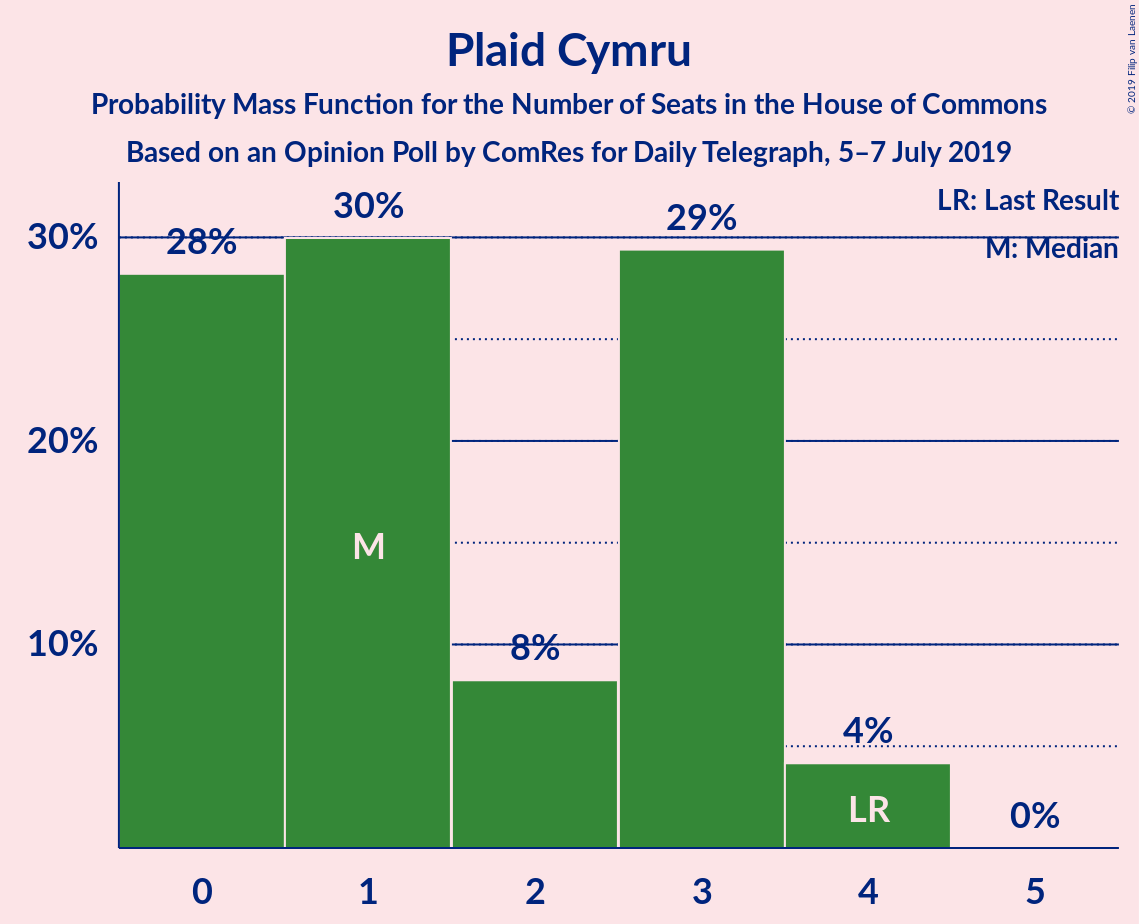 Plaid Cymru
Probability Mass Function for the Number of Seats in the House of Commons
Based on an Opinion Poll by ComRes for Daily Telegraph, 5–7 July 2019
© 2019 Filip van Laenen
LR: Last Result
M: Median
30%
20%
10%
28%
30%
8%
29%
4%
0%
M
LR
0 1 2 3 4 5